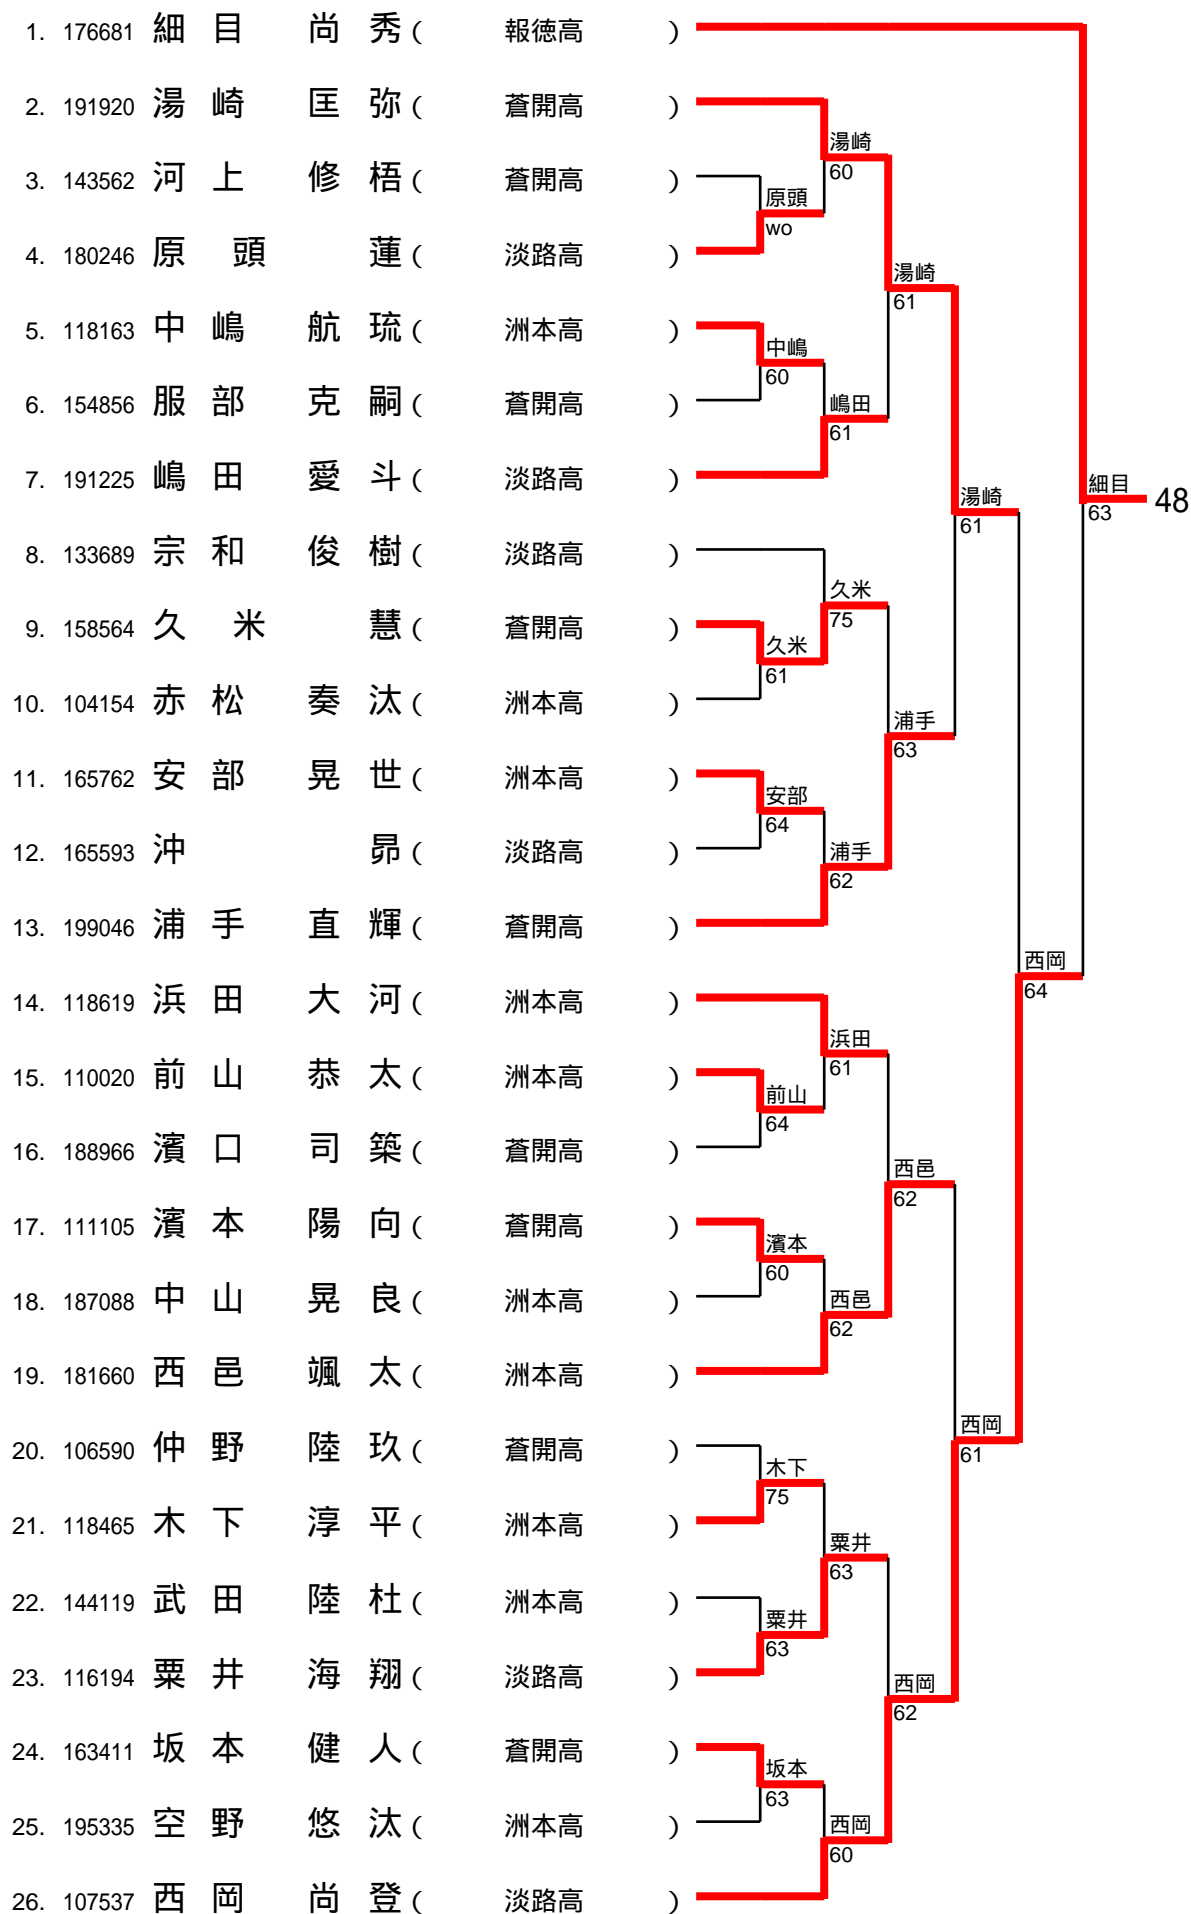 1. 176681 細目 尚秀 ( 報徳高 )
2. 191920 湯崎 匡弥 ( 蒼開高 )
湯崎
60
3. 143562 河上 修梧 ( 蒼開高 )
原頭
wo
4. 180246 原頭 蓮 ( 淡路高 )
湯崎
61
5. 118163 中嶋 航琉 ( 洲本高 )
中嶋
60
6. 154856 服部 克嗣 ( 蒼開高 )
嶋田
61
7. 191225 嶋田 愛斗 ( 淡路高 )
湯崎
61
細目
63
48
8. 133689 宗和 俊樹 ( 淡路高 )
久米
75
9. 158564 久米 慧 ( 蒼開高 )
久米
61
10. 104154 赤松 奏汰 ( 洲本高 )
浦手
63
11. 165762 安部 晃世 ( 洲本高 )
安部
64
12. 165593 沖 昴 ( 淡路高 )
浦手
62
13. 199046 浦手 直輝 ( 蒼開高 )
西岡
64
14. 118619 浜田 大河 ( 洲本高 )
浜田
61
15. 110020 前山 恭太 ( 洲本高 )
前山
64
16. 188966 濱口 司築 ( 蒼開高 )
西邑
62
17. 111105 濱本 陽向 ( 蒼開高 )
濱本
60
18. 187088 中山 晃良 ( 洲本高 )
西邑
62
19. 181660 西邑 颯太 ( 洲本高 )
20. 106590 仲野 陸玖 ( 蒼開高 )
西岡
61
木下
75
21. 118465 木下 淳平 ( 洲本高 )
粟井
63
22. 144119 武田 陸杜 ( 洲本高 )
粟井
63
23. 116194 粟井 海翔 ( 淡路高 )
西岡
62
24. 163411 坂本 健人 ( 蒼開高 )
坂本
63
25. 195335 空野 悠汰 ( 洲本高 )
西岡
60
26. 107537 西岡 尚登 ( 淡路高 )